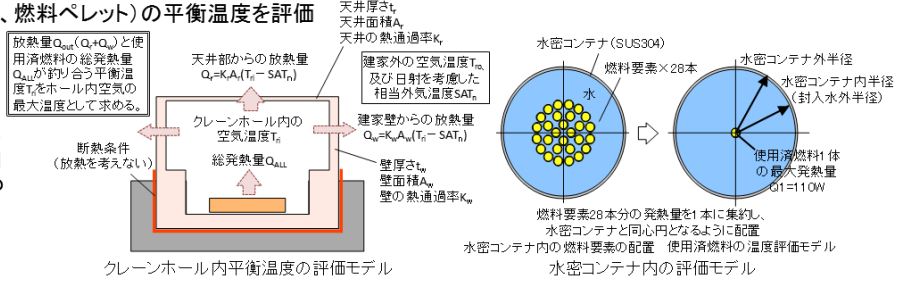 、燃料ペレット)の平衡温度を評価
放熱量Qout(Qr+Qw)と使
用済燃料の総発熱量
QALLが釣り合う平衡温
度Triをホール内空気の
最大温度として求める。
天井部からの放熱量
Qr=KrAr(Tri－SATn)
天井厚さtr
天井面積Ar
天井の熱通過率Kr
建家外の空気温度Tro、
及び日射を考慮した
相当外気温度SATn
クレーンホール内の
空気温度Tri
総発熱量QALL
建家壁からの放熱量
Qw=KwAw(Tri－SATn)
断熱条件
(放熱を考えない)
壁厚さtw
壁面積Aw
壁の熱通過率Kw
クレーンホール内平衡温度の評価モデル
水密コンテナ(SUS304)
燃料要素×28本
水
水密コンテナ外半径
水密コンテナ内半径
(封入水外半径)
使用済燃料1体
の最大発熱量
Ql1=110W
燃料要素28本分の発熱量を1本に集約し、
水密コンテナと同心円となるように配置
水密コンテナ内の燃料要素の配置 使用済燃料の温度評価モデル
水密コンテナ内の評価モデル